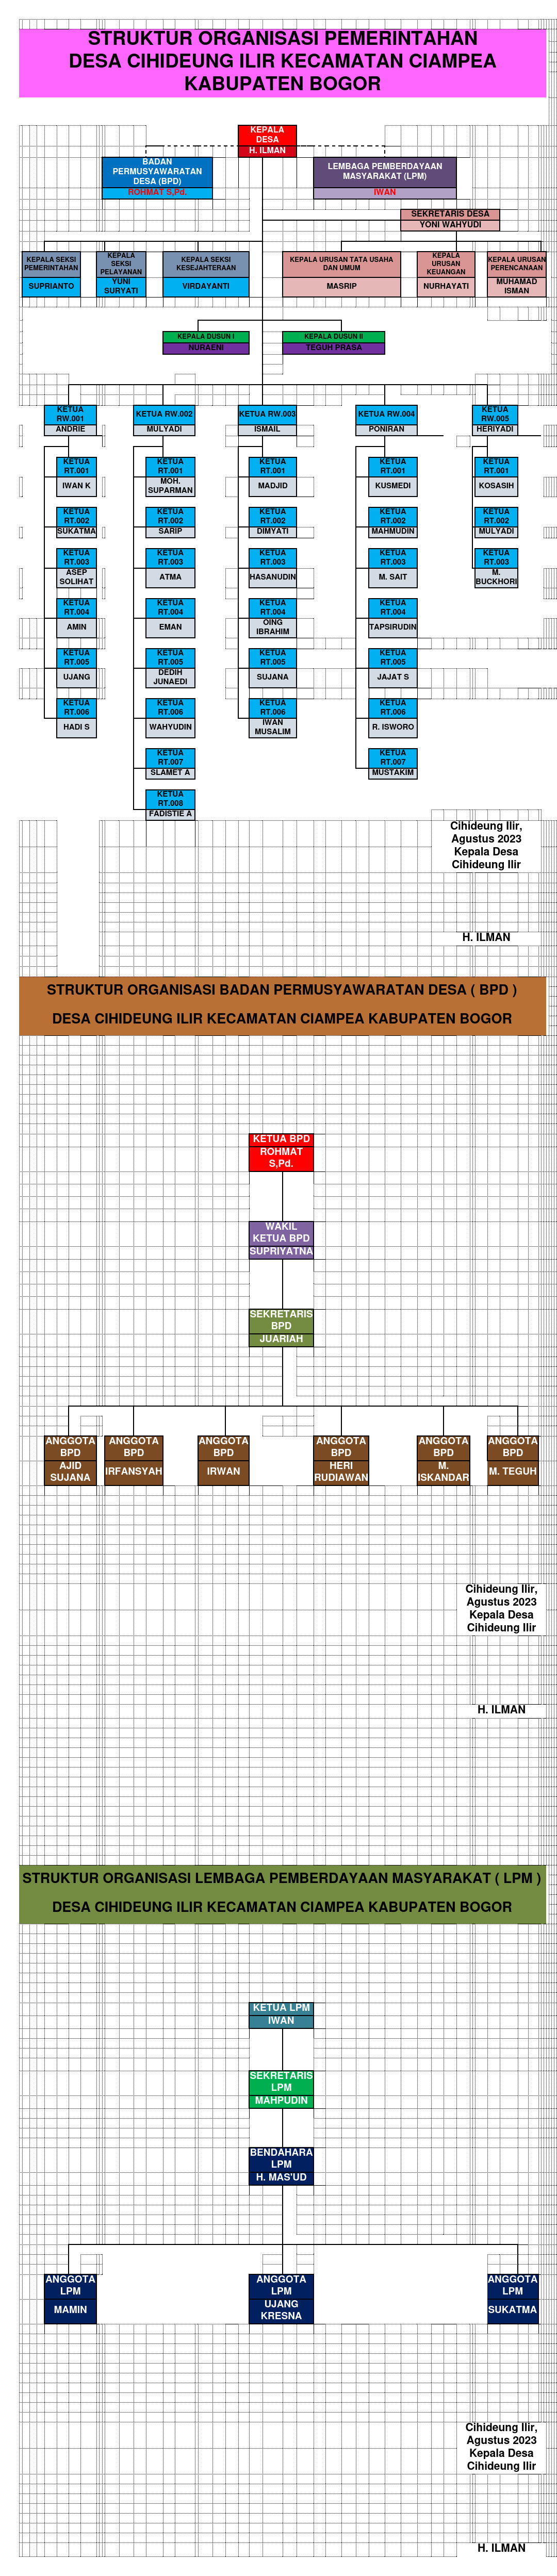 STRUKTUR ORGANISASI PEMERINTAHAN
DESA CIHIDEUNG ILIR KECAMATAN CIAMPEA
KABUPATEN BOGOR
KEPALA
DESA
H. ILMAN
BADAN
PERMUSYAWARATAN
DESA (BPD)
ROHMAT S,Pd.
LEMBAGA PEMBERDAYAAN
MASYARAKAT (LPM)
IWAN
SEKRETARIS DESA
YONI WAHYUDI
KEPALA SEKSI
PEMERINTAHAN
SUPRIANTO
KEPALA
SEKSI
PELAYANAN
YUNI
SURYATI
KEPALA SEKSI
KESEJAHTERAAN
VIRDAYANTI
KEPALA URUSAN TATA USAHA
DAN UMUM
MASRIP
KEPALA
URUSAN
KEUANGAN
NURHAYATI
KEPALA URUSAN
PERENCANAAN
MUHAMAD
ISMAN
KEPALA DUSUN I
NURAENI
KEPALA DUSUN II
TEGUH PRASA
KETUA
RW.001
ANDRIE
KETUA RW.002
MULYADI
KETUA RW.003
ISMAIL
KETUA RW.004
PONIRAN
KETUA
RW.005
HERIYADI
KETUA
RT.001
IWAN K
KETUA
RT.001
MOH.
SUPARMAN
KETUA
RT.001
MADJID
KETUA
RT.001
KUSMEDI
KETUA
RT.001
KOSASIH
KETUA
RT.002
SUKATMA
KETUA
RT.002
SARIP
KETUA
RT.002
DIMYATI
KETUA
RT.002
MAHMUDIN
KETUA
RT,002
MULYADI
KETUA
RT.003
ASEP
SOLIHAT
KETUA
RT.003
ATMA
KETUA
RT.003
HASANUDIN
KETUA
RT.003
M. SAIT
KETUA
RT.003
M.
BUCKHORI
KETUA
RT.004
AMIN
KETUA
RT.004
EMAN
KETUA
RT.004
OING
IBRAHIM
KETUA
RT.004
TAPSIRUDIN
KETUA
RT.005
UJANG
KETUA
RT.005
DEDIH
JUNAEDI
KETUA
RT.005
SUJANA
KETUA
RT.005
JAJAT S
KETUA
RT.006
HADI S
KETUA
RT.006
WAHYUDIN
KETUA
RT.006
IWAN
MUSALIM
KETUA
RT.006
R. ISWORO
KETUA
RT.007
SLAMET A
KETUA
RT.007
MUSTAKIM
KETUA
RT.008
FADISTIE A
Cihideung Ilir,
Agustus 2023
Kepala Desa
Cihideung Ilir
H. ILMAN
STRUKTUR ORGANISASI BADAN PERMUSYAWARATAN DESA ( BPD )
DESA CIHIDEUNG ILIR KECAMATAN CIAMPEA KABUPATEN BOGOR
KETUA BPD
ROHMAT
S,Pd.
WAKIL
KETUA BPD
SUPRIYATNA
SEKRETARIS
BPD
JUARIAH
ANGGOTA
BPD
AJID
SUJANA
ANGGOTA
BPD
IRFANSYAH
ANGGOTA
BPD
IRWAN
ANGGOTA
BPD
HERI
RUDIAWAN
ANGGOTA
BPD
M.
ISKANDAR
ANGGOTA
BPD
M. TEGUH
Cihideung Ilir,
Agustus 2023
Kepala Desa
Cihideung Ilir
H. ILMAN
STRUKTUR ORGANISASI LEMBAGA PEMBERDAYAAN MASYARAKAT ( LPM )
DESA CIHIDEUNG ILIR KECAMATAN CIAMPEA KABUPATEN BOGOR
KETUA LPM
IWAN
SEKRETARIS
LPM
MAHPUDIN
BENDAHARA
LPM
H. MAS'UD
ANGGOTA
LPM
MAMIN
ANGGOTA
LPM
UJANG
KRESNA
ANGGOTA
LPM
SUKATMA
Cihideung Ilir,
Agustus 2023
Kepala Desa
Cihideung Ilir
H. ILMAN